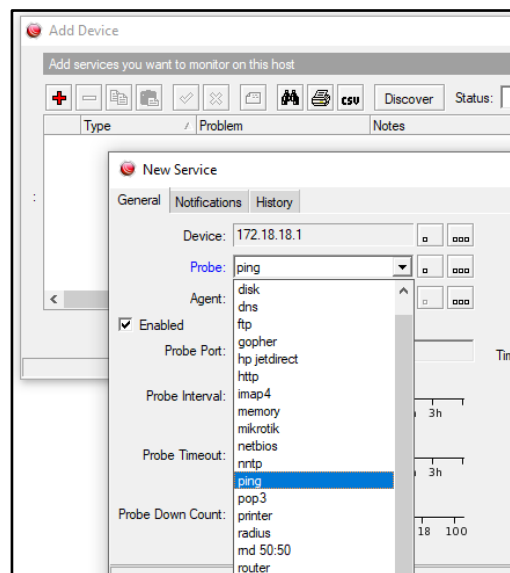 Add Device
Add services you want to monitor on this host
csv Discover Status:
Type / Problem Notes
New Service
General Notifications History
Device: 172.18.18.1
Probe: ping
disk
Agent:
dns
Enabled
ftp
gopher
Probe Port:
hp jetdirect
Tim
http
Probe Interval:
imap4
memory
3h
mikrotik
netbios
Probe Timeout:
nntp
3h
ping
pop3
Probe Down Count:
printer
radius
18 100
rnd 50:50
router